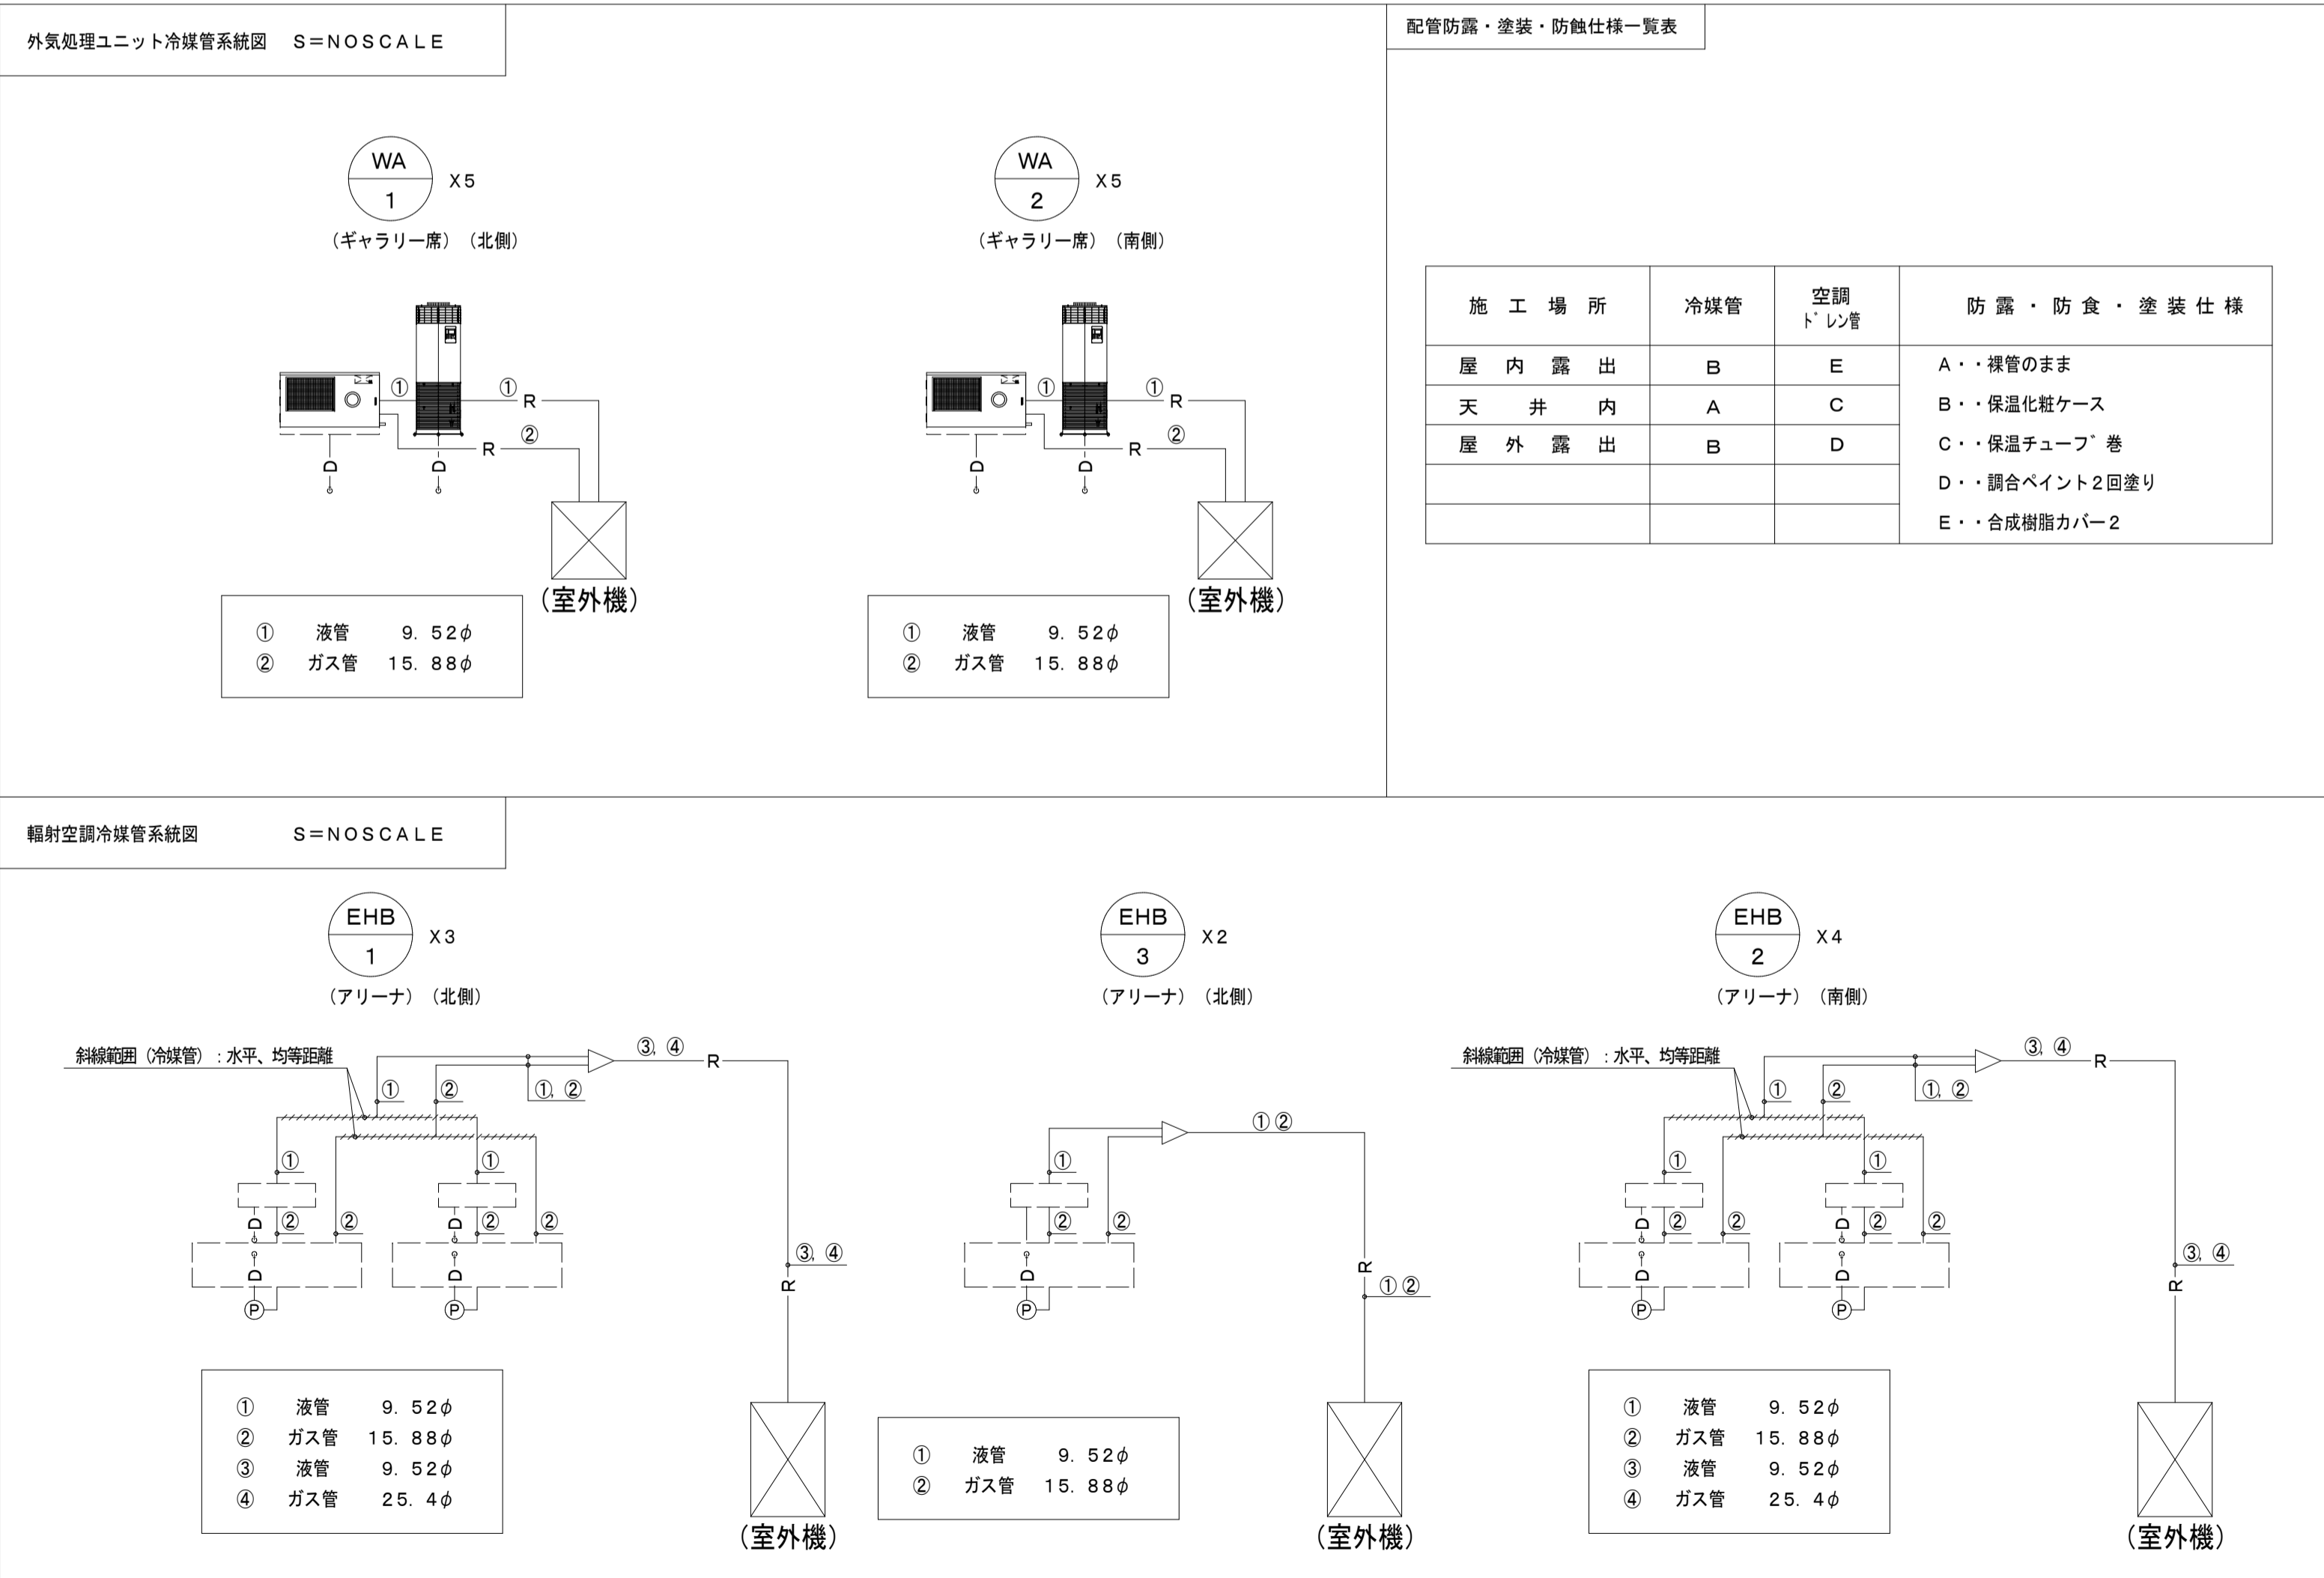 外気処理ユニット冷媒管系統図　Ｓ＝ＮＯＳＣＡＬＥ
WA
1
X5
（ギャラリー席）（北側）
①
①
R
②
R
D
D
（室外機）
①　液管　9. 52φ
②　ガス管　15. 88φ
WA
2
X5
（ギャラリー席）（南側）
①
①
R
②
R
D
D
（室外機）
①　液管　9. 52φ
②　ガス管　15. 88φ
配管防露・塗装・防蝕仕様一覧表
施工場所　冷媒管　空調ﾄﾞﾚﾝ管　防露・防食・塗装仕様
屋内露出　B　E
天井内　A　C
屋外露出　B　D
A・・裸管のまま
B・・保温化粧ケース
C・・保温チューブ巻
D・・調合ペイント2回塗り
E・・合成樹脂カバー2
輻射空調冷媒管系統図　Ｓ＝ＮＯＳＣＡＬＥ
EHB
1
X3
（アリーナ）（北側）
斜線範囲（冷媒管）：水平、均等距離
③, ④
R
①
②
①, ②
①
①
D
②
②
D
②
②
D
D
P
P
③, ④
R
（室外機）
①　液管　9. 52φ
②　ガス管　15. 88φ
③　液管　9. 52φ
④　ガス管　25. 4φ
EHB
3
X2
（アリーナ）（北側）
①②
①
②
②
D
P
R
①②
（室外機）
①　液管　9. 52φ
②　ガス管　15. 88φ
EHB
2
X4
（アリーナ）（南側）
斜線範囲（冷媒管）：水平、均等距離
③, ④
R
①
②
①, ②
①
①
D
②
②
D
②
②
D
D
P
P
③, ④
R
（室外機）
①　液管　9. 52φ
②　ガス管　15. 88φ
③　液管　9. 52φ
④　ガス管　25. 4φ